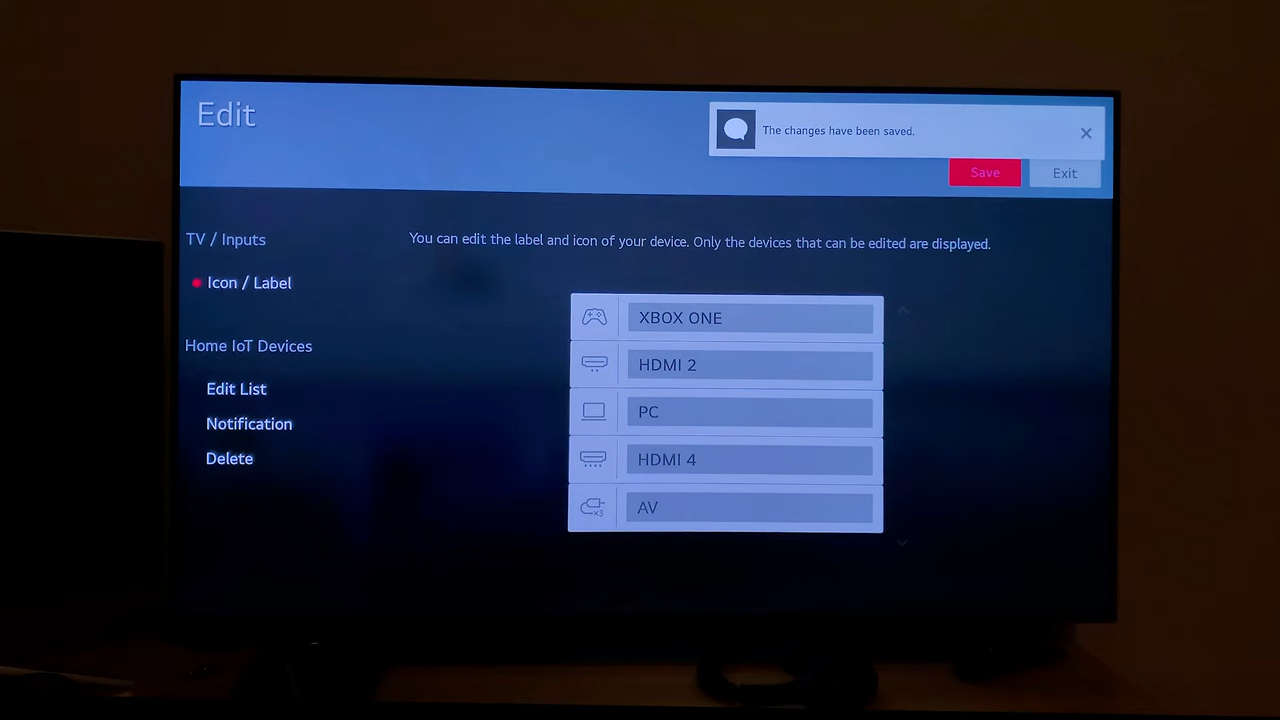 Edit
The changes have been saved.
Save
Exit
TV / Inputs
Icon / Label
Home IoT Devices
Edit List
Notification
Delete
You can edit the label and icon of your device. Only the devices that can be edited are displayed.
XBOX ONE
HDMI 2
PC
HDMI 4
×3
AV